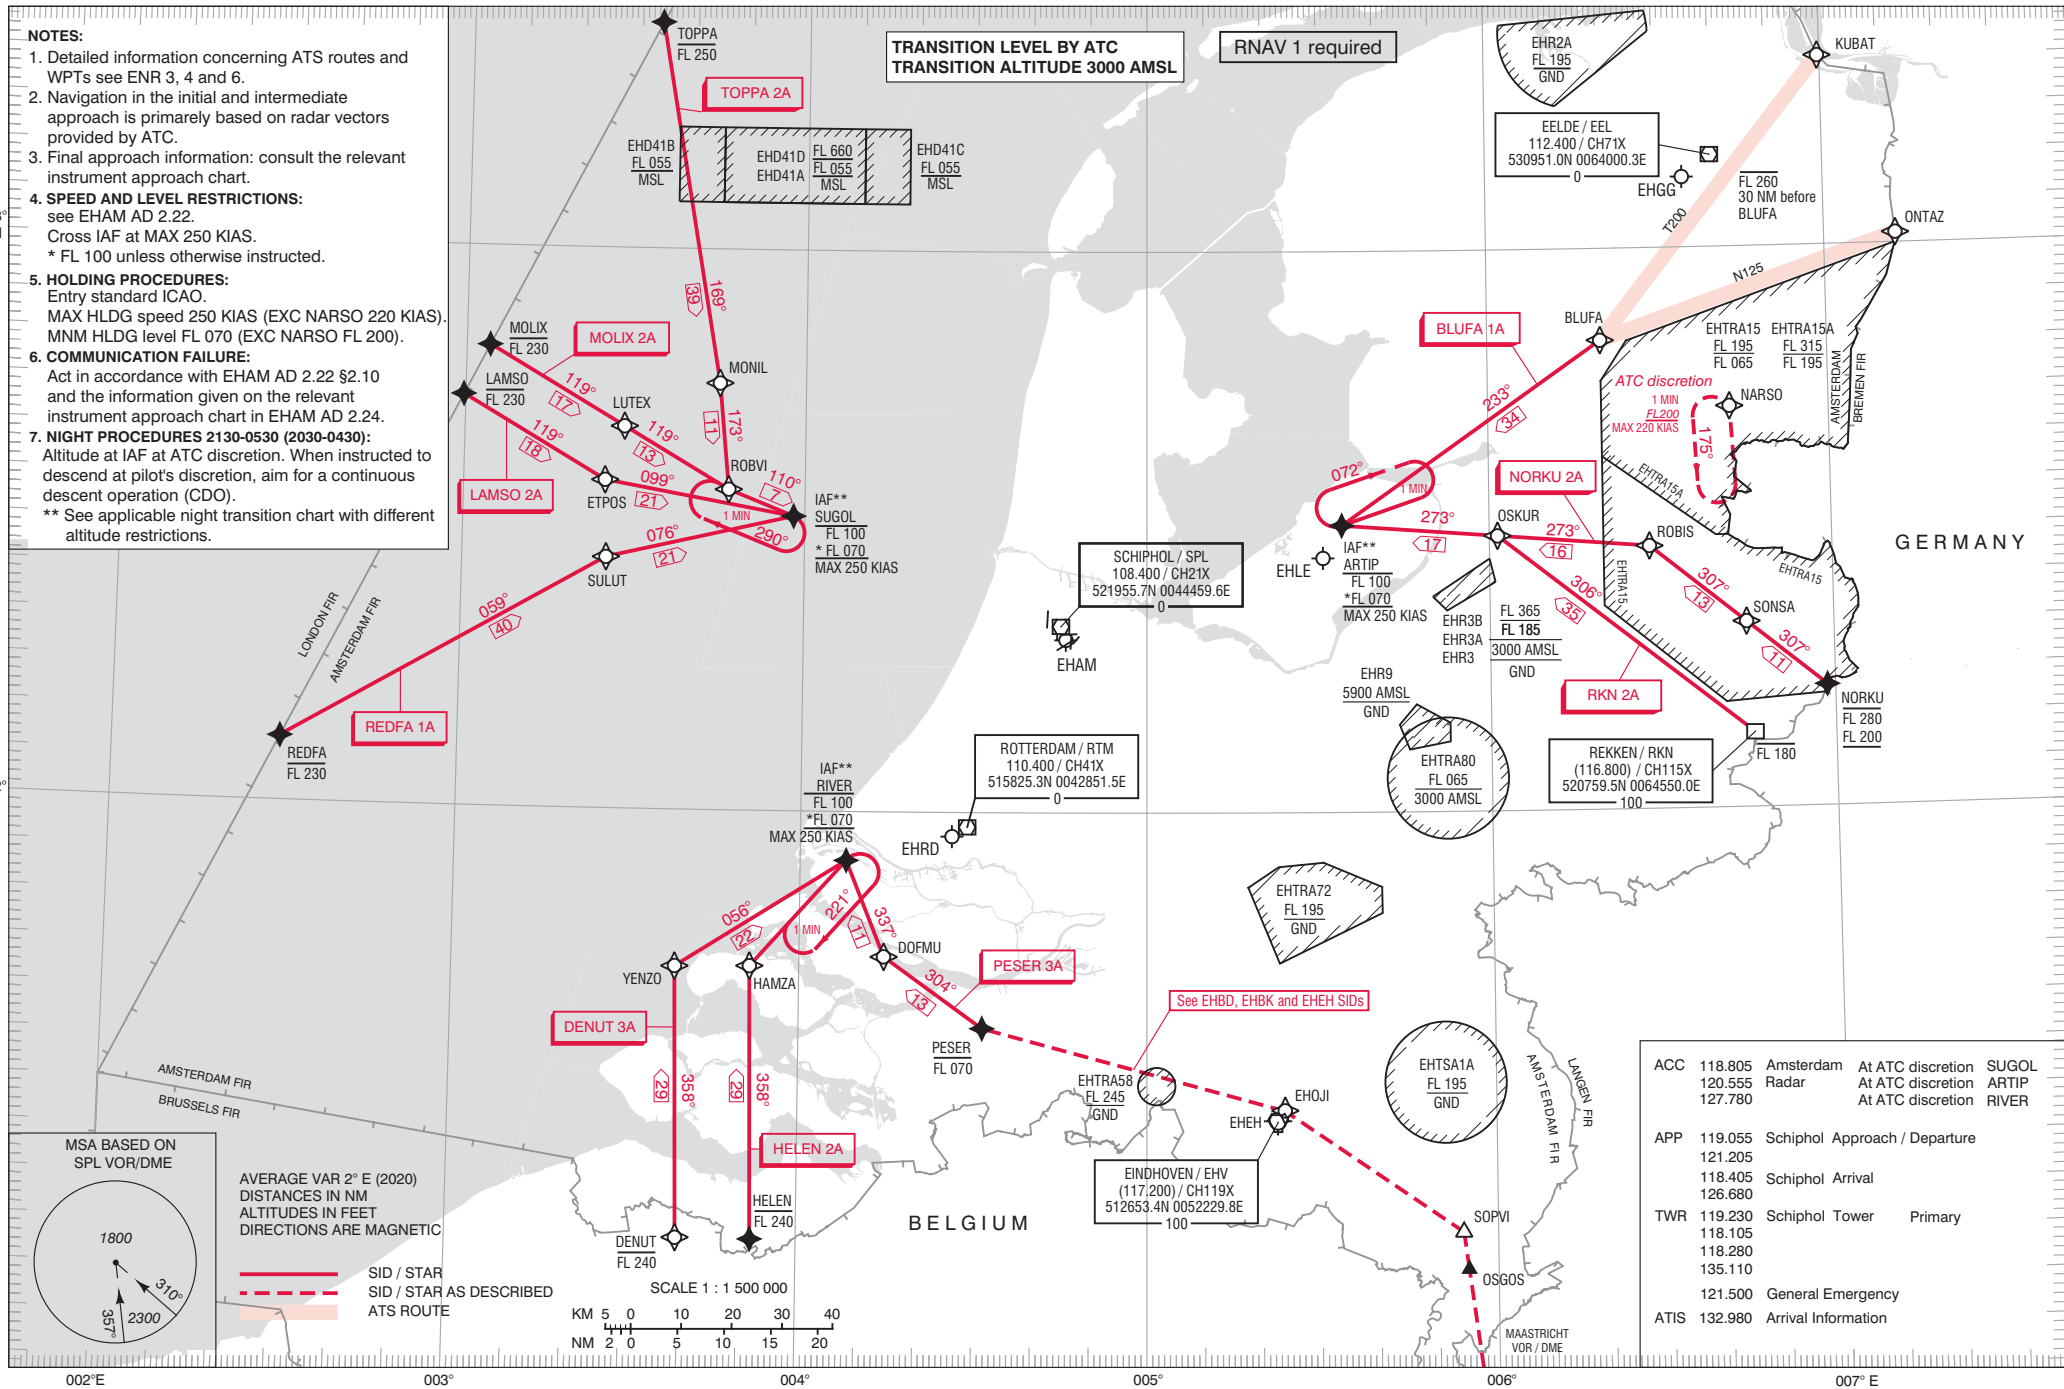 NOTES:
1. Detailed information concerning ATS routes and
WPTs see ENR 3, 4 and 6.
2. Navigation in the initial and intermediate
approach is primarely based on radar vectors
provided by ATC.
3. Final approach information: consult the relevant
instrument approach chart.
4. SPEED AND LEVEL RESTRICTIONS:
see EHAM AD 2.22.
Cross IAF at MAX 250 KIAS.
* FL 100 unless otherwise instructed.
5. HOLDING PROCEDURES:
Entry standard ICAO.
MAX HLDG speed 250 KIAS (EXC NARSO 220 KIAS).
MNM HLDG level FL 070 (EXC NARSO FL 200).
6. COMMUNICATION FAILURE:
Act in accordance with EHAM AD 2.22 §2.10
and the information given on the relevant
instrument approach chart in EHAM AD 2.24.
7. NIGHT PROCEDURES 2130-0530 (2030-0430):
Altitude at IAF at ATC discretion. When instructed to
descend at pilot's discretion, aim for a continuous
descent operation (CDO).
** See applicable night transition chart with different
altitude restrictions.
TRANSITION LEVEL BY ATC
TRANSITION ALTITUDE 3000 AMSL
RNAV 1 required
TOPPA
FL 250
TOPPA 2A
EHD41B
FL 055
MSL
EHD41D
EHD41A
FL 660
FL 055
MSL
EHD41C
FL 055
MSL
39
169°
MONIL
11
173°
MOLIX
FL 230
MOLIX 2A
119°
17
LUTEX
119°
13
ROBVI
110°
7
LAMSO
FL 230
119°
18
LAMSO 2A
ETPOS
099°
21
1 MIN
290°
IAF**
SUGOL
FL 100
* FL 070
MAX 250 KIAS
076°
21
SULUT
059°
40
REDFA 1A
REDFA
FL 230
LONDON FIR
AMSTERDAM FIR
EHR2A
FL 195
GND
KUBAT
EELDE / EEL
112.400 / CH71X
530951.0N 0064000.3E
0
EHGG
FL 260
30 NM before
BLUFA
T200
ONTAZ
N125
BLUFA
BLUFA 1A
233°
34
EHTRA15
FL 195
FL 065
EHTRA15A
FL 315
FL 195
AMSTERDAM
BREMEN FIR
ATC discretion
1 MIN
FL200
MAX 220 KIAS
NARSO
175°
072°
1 MIN
NORKU 2A
EHTRA15A
273°
17
OSKUR
273°
16
ROBIS
EHTRA15
EHTRA15
GERMANY
IAF**
ARTIP
FL 100
*FL 070
MAX 250 KIAS
EHLE
SCHIPHOL / SPL
108.400 / CH21X
521955.7N 0044459.6E
0
EHAM
306°
35
307°
13
SONSA
307°
11
EHR3B
EHR3A
EHR3
FL 365
FL 185
3000 AMSL
GND
RKN 2A
NORKU
FL 280
FL 200
EHR9
5900 AMSL
GND
EHTRA80
FL 065
3000 AMSL
REKKEN / RKN
(116.800) / CH115X
520759.5N 0064550.0E
100
FL 180
ROTTERDAM / RTM
110.400 / CH41X
515825.3N 0042851.5E
0
EHRD
IAF**
RIVER
FL 100
*FL 070
MAX 250 KIAS
056°
22
221°
1 MIN
11
337°
DOFMU
YENZO
HAMZA
304°
13
PESER 3A
EHTRA72
FL 195
GND
DENUT 3A
29
358°
29
358°
HELEN 2A
PESER
FL 070
See EHBD, EHBK and EHEH SIDs
EHTRA58
FL 245
GND
EHOJI
EHEH
EHTSA1A
FL 195
GND
AMSTERDAM FIR
LANGEN FIR
EINDHOVEN / EHV
(117.200) / CH119X
512653.4N 0052229.8E
100
BELGIUM
DENUT
FL 240
HELEN
FL 240
SOPVI
OSGOS
MAASTRICHT
VOR / DME
AMSTERDAM FIR
BRUSSELS FIR
MSA BASED ON
SPL VOR/DME
1800
310°
2300
357°
AVERAGE VAR 2° E (2020)
DISTANCES IN NM
ALTITUDES IN FEET
DIRECTIONS ARE MAGNETIC
SID / STAR
SID / STAR AS DESCRIBED
ATS ROUTE
SCALE 1 : 1 500 000
KM 5 0 10 20 30 40
NM 2 0 5 10 15 20
ACC 118.805 Amsterdam At ATC discretion SUGOL
120.555 Radar At ATC discretion ARTIP
127.780 At ATC discretion RIVER
APP 119.055 Schiphol Approach / Departure
121.205
118.405 Schiphol Arrival
126.680
TWR 119.230 Schiphol Tower Primary
118.105
118.280
135.110
121.500 General Emergency
ATIS 132.980 Arrival Information
002°E 003° 004° 005° 006° 007° E